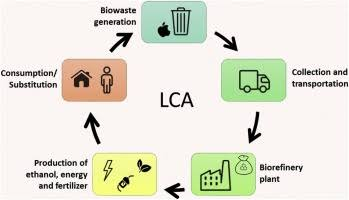 Biowaste
generation
Consumption/
Substitution
LCA
Collection and
transportation
Production of
ethanol, energy
and fertilizer
Biorefinery
plant